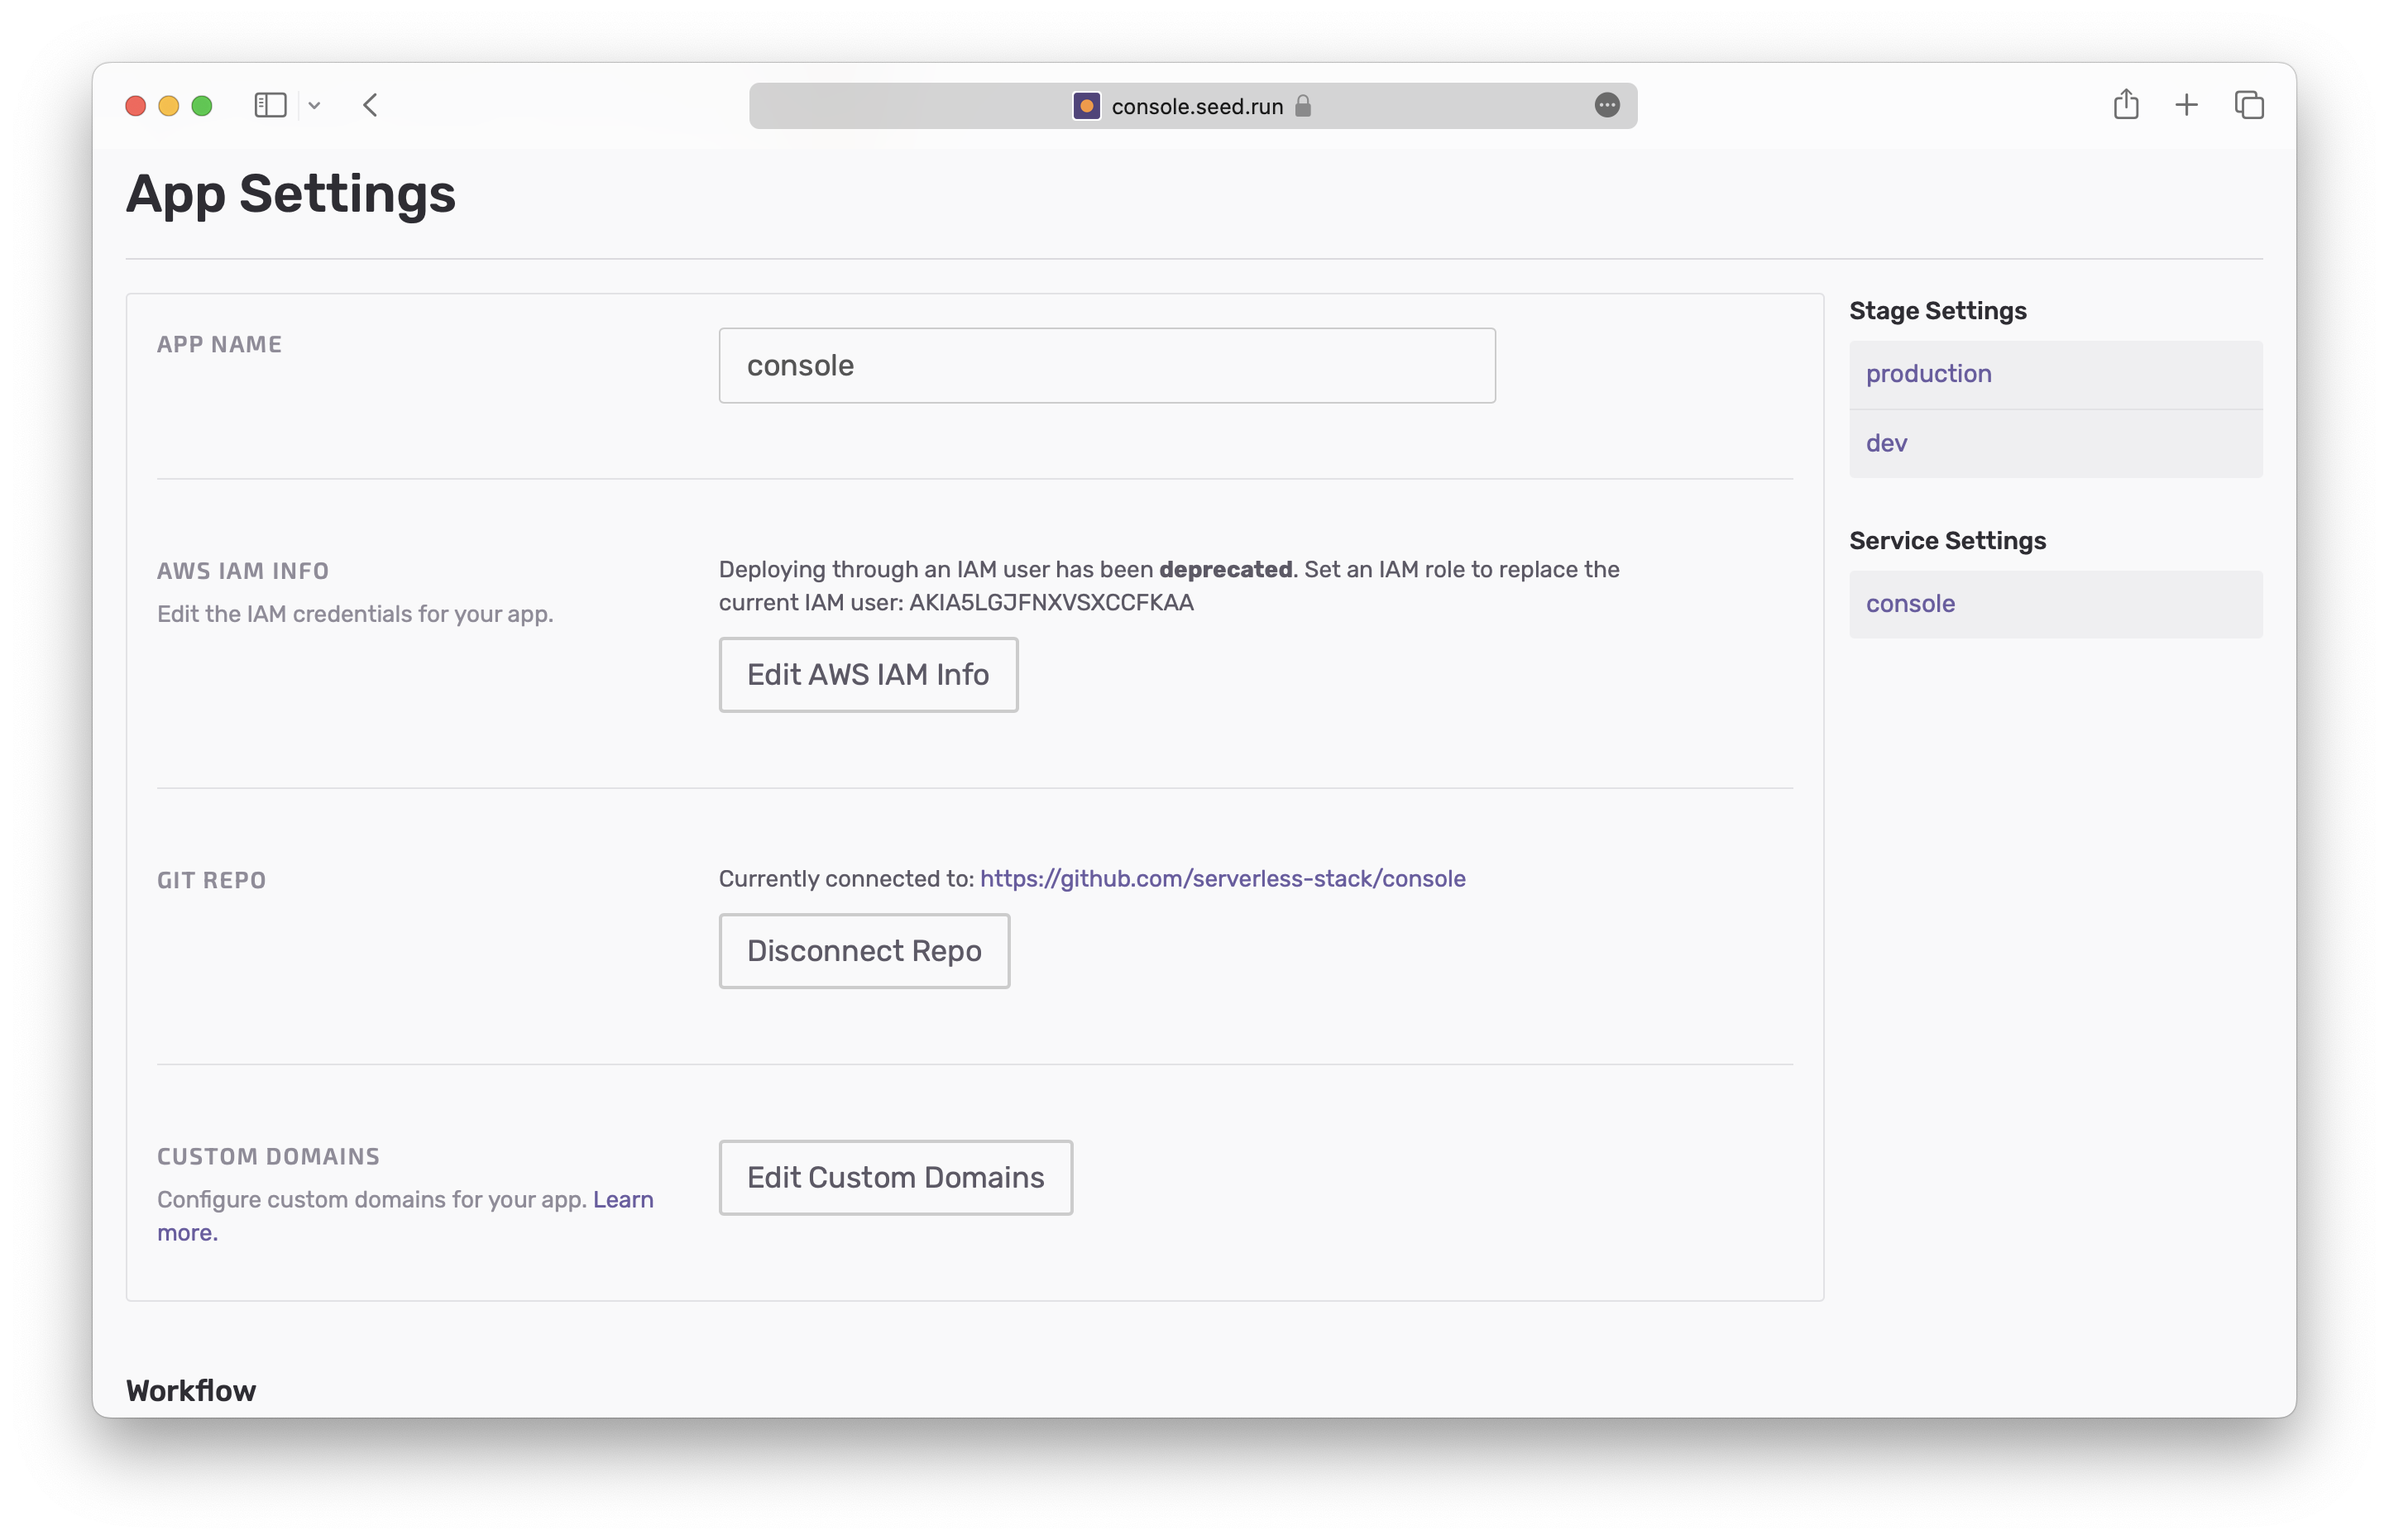 console.seed.run
App Settings
APP NAME
console
AWS IAM INFO
Edit the IAM credentials for your app.
Deploying through an IAM user has been deprecated. Set an IAM role to replace the
current IAM user: AKIA5LGJFNXVSXCCFKAA
Edit AWS IAM Info
GIT REPO
Currently connected to: https://github.com/serverless-stack/console
Disconnect Repo
CUSTOM DOMAINS
Configure custom domains for your app. Learn
more.
Edit Custom Domains
Workflow
Stage Settings
production
dev
Service Settings
console